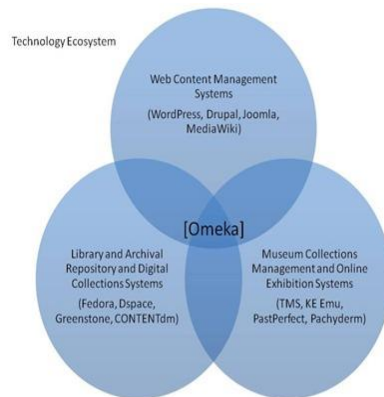 Technology Ecosystem
Web Content Management
Systems
(WordPress, Drupal, Joomla,
MediaWiki)
[Omeka]
Library and Archival
Repository and Digital
Collections Systems
(Fedora, Dspace,
Greenstone, CONTENTdm)
Museum Collections
Management and Online
Exhibition Systems
(TMS, KE Emu,
PastPerfect, Pachyderm)